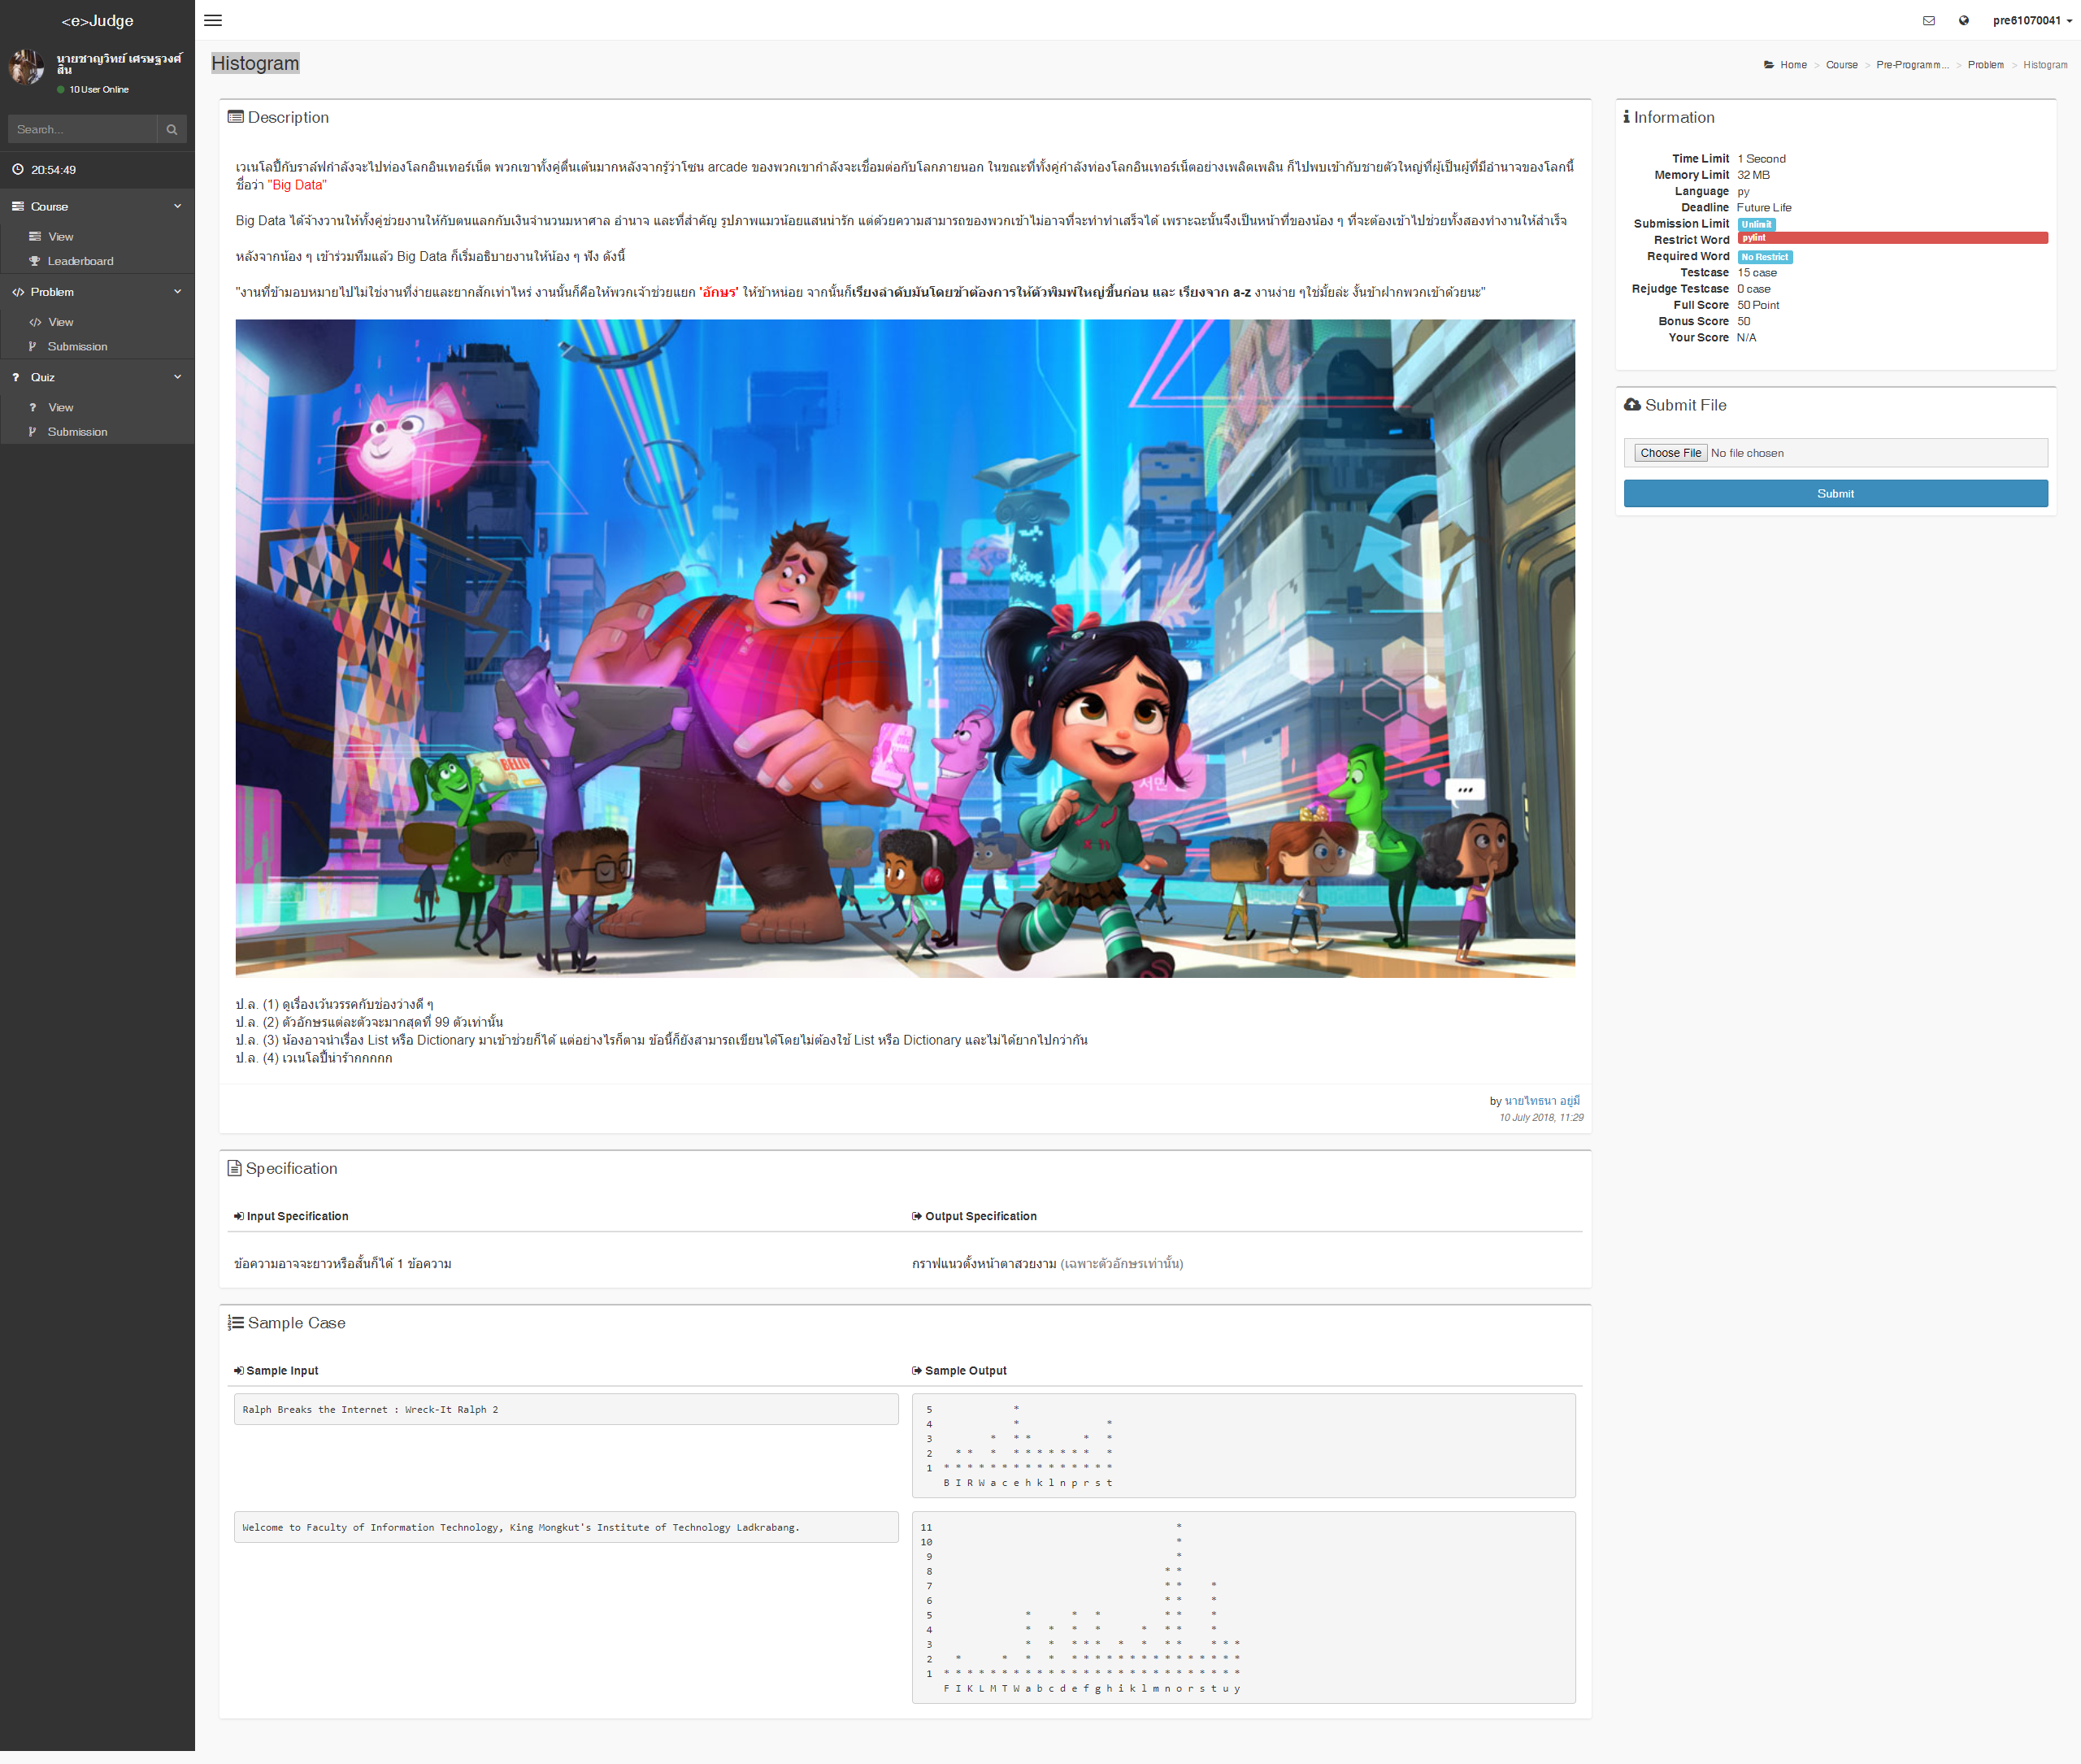 <e>Judge
pre61070041
นายชาญวิทย์ เศรษฐวงศ์
สิน
10 User Online
Search...
20:54:49
Course
View
Leaderboard
Problem
View
Submission
Quiz
View
Submission
Histogram
Home > Course > Pre-Programm... > Problem > Histogram
Description
เวเนโลปี้กับราล์ฟกำลังจะไปท่องโลกอินเทอร์เน็ต พวกเขาทั้งคู่ตื่นเต้นมากหลังจากรู้ว่าโซน arcade ของพวกเขากำลังจะเชื่อมต่อกับโลกภายนอก ในขณะที่ทั้งคู่กำลังท่องโลกอินเทอร์เน็ตอย่างเพลิดเพลิน ก็ไปพบเข้ากับชายตัวใหญ่ที่ผู้เป็นผู้ที่มีอำนาจของโลกนี้
ชื่อว่า "Big Data"
Big Data ได้จ้างวานให้ทั้งคู่ช่วยงานให้กับตนแลกกับเงินจำนวนมหาศาล อำนาจ และที่สำคัญ รูปภาพแมวน้อยแสนน่ารัก แต่ด้วยความสามารถของพวกเข้าไม่อาจที่จะทำทำเสร็จได้ เพราะฉะนั้นจึงเป็นหน้าที่ของน้อง ๆ ที่จะต้องเข้าไปช่วยทั้งสองทำงานให้สำเร็จ
หลังจากน้อง ๆ เข้าร่วมทีมแล้ว Big Data ก็เริ่มอธิบายงานให้น้อง ๆ ฟัง ดังนี้
"งานที่ข้ามอบหมายไปไม่ใช่งานที่ง่ายและยากสักเท่าไหร่ งานนั้นก็คือให้พวกเจ้าช่วยแยก 'อักษร' ให้ข้าหน่อย จากนั้นก็เรียงลำดับมันโดยข้าต้องการให้ตัวพิมพ์ใหญ่ขึ้นก่อน และ เรียงจาก a-z งานง่าย ๆใช่มั้ยล่ะ งั้นข้าฝากพวกเข้าด้วยนะ"
ป.ล. (1) ดูเรื่องเว้นวรรคกับช่องว่างดี ๆ
ป.ล. (2) ตัวอักษรแต่ละตัวจะมากสุดที่ 99 ตัวเท่านั้น
ป.ล. (3) น้องอาจนำเรื่อง List หรือ Dictionary มาเข้าช่วยก็ได้ แต่อย่างไรก็ตาม ข้อนี้ก็ยังสามารถเขียนได้โดยไม่ต้องใช้ List หรือ Dictionary และไม่ได้ยากไปกว่ากัน
ป.ล. (4) เวเนโลปี้น่าร้ากกกกก
by นายไทธนา อยู่มี
10 July 2018, 11:29
Specification
Input Specification
Output Specification
ข้อความอาจจะยาวหรือสั้นก็ได้ 1 ข้อความ
กราฟแนวตั้งหน้าตาสวยงาม (เฉพาะตัวอักษรเท่านั้น)
Sample Case
Sample Input
Sample Output
Ralph Breaks the Internet : Wreck-It Ralph 2
 5             *
 4             *               *
 3         *   * *         *   *
 2   * *   *   * * * * * * *   *
 1 * * * * * * * * * * * * * * *
   B I R W a c e h k l n p r s t
Welcome to Faculty of Information Technology, King Mongkut's Institute of Technology Ladkrabang.
11                                         *
10                                         *
 9                                         *
 8                                       * *
 7                                       * *     *
 6                                       * *     *
 5               *       *   *           * *     *
 4               *   *   *   *       *   * *     *
 3               *   *   * * *   *   *   * *     * * *
 2   *       *   *   *   * * * * * * * * * * * * * * *
 1 * * * * * * * * * * * * * * * * * * * * * * * * * *
   F I K L M T W a b c d e f g h i k l m n o r s t u y
Information
Time Limit 1 Second
Memory Limit 32 MB
Language py
Deadline Future Life
Submission Limit Unlimit
Restrict Word pylint
Required Word No Restrict
Testcase 15 case
Rejudge Testcase 0 case
Full Score 50 Point
Bonus Score 50
Your Score N/A
Submit File
Choose File No file chosen
Submit